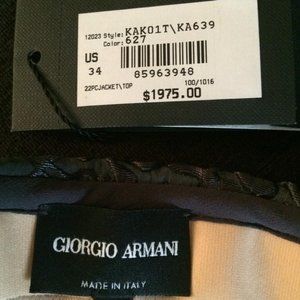 12023 Style: KAK01T\KA639
Color: 627
US
34
85963948
22PCJACKET\TOP 100/1016
$1975.00
GIORGIO ARMANI
MADE IN ITALY